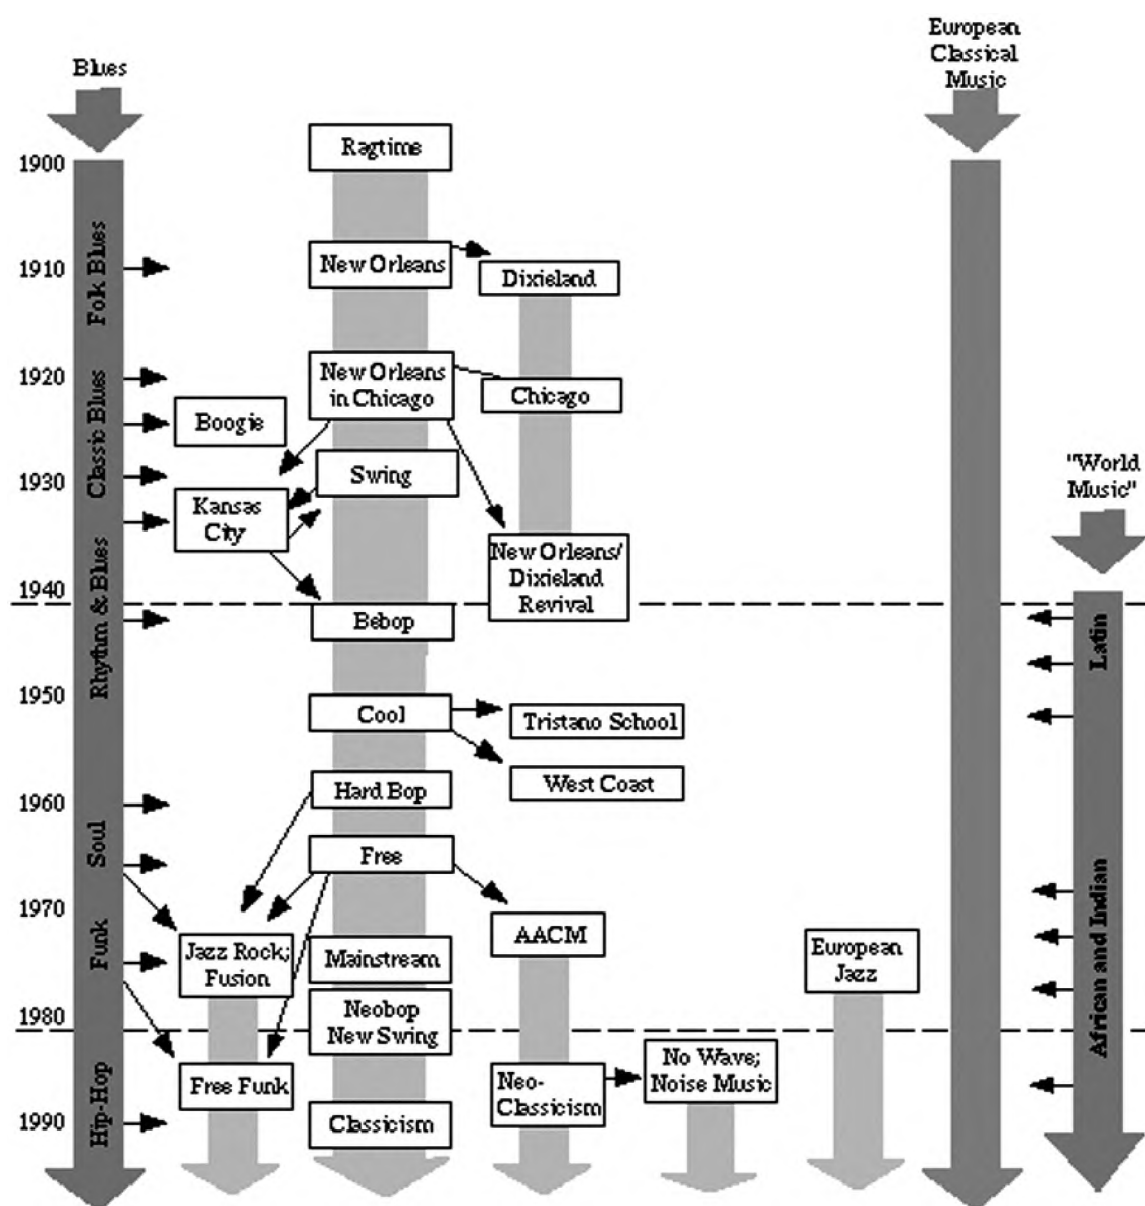 European
Classical
Music
Blues
Ragtime
1900
Fok Blues
New Orleans
1910
Dixieland
New Orleans
in Chicago
1920
Chicago
Boogie
Classic Blues
Swing
"World
Music"
1930
Kansas
City
New Orleans/
Dixieland
Revival
1940
Rhythm & Blues
Bebop
Latin
1950
Cool
Tristano School
West Coast
Hard Bop
1960
Soul
Free
1970
AACM
European
Jazz
Funk
Jazz Rock;
Fusion
Mainstream
African and Indian
Neobop
New Swing
1980
No Wave;
Noise Music
Free Funk
Neo-
Classicism
Hip-Hop
1990
Classicism